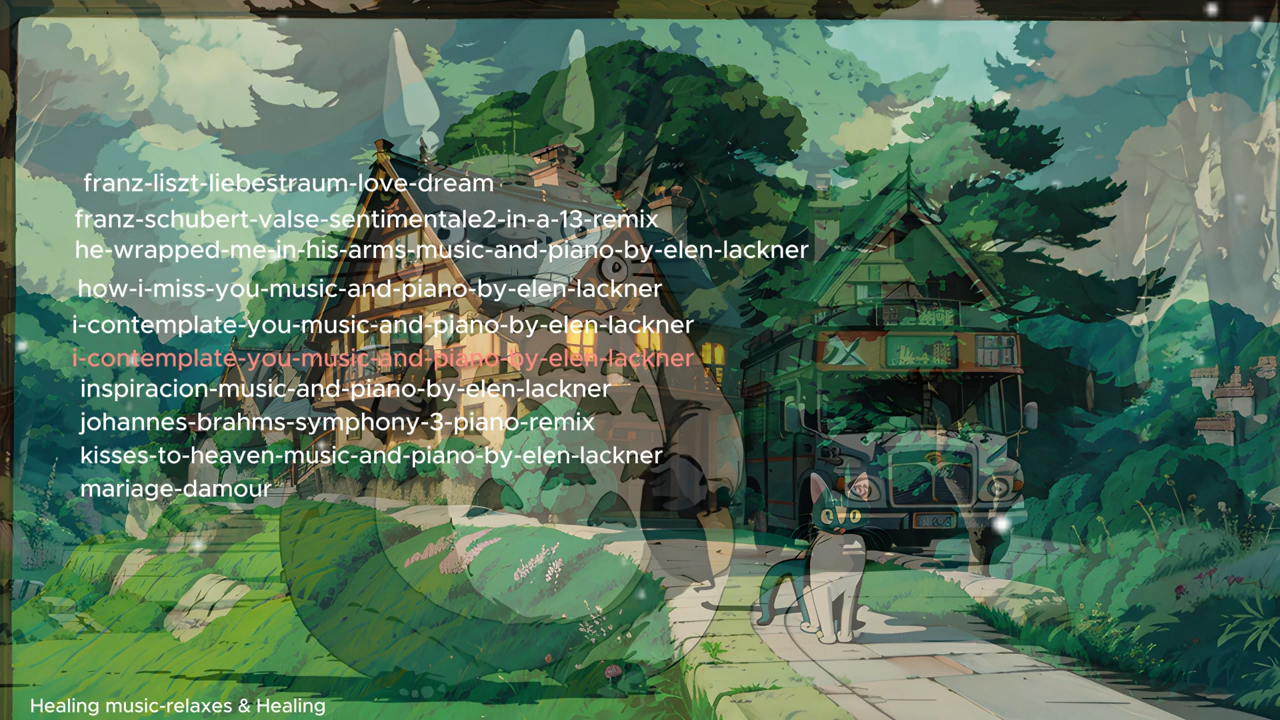 franz-liszt-liebestraum-love-dream
franz-schubert-valse-sentimentale2-in-a-13-remix
he-wrapped-me-in-his-arms-music-and-piano-by-elen-lackner
how-i-miss-you-music-and-piano-by-elen-lackner
i-contemplate-you-music-and-piano-by-elen-lackner
i-contemplate-you-music-and-piano-by-elen-lackner
inspiracion-music-and-piano-by-elen-lackner
johannes-brahms-symphony-3-piano-remix
kisses-to-heaven-music-and-piano-by-elen-lackner
mariage-damour
Healing music-relaxes & Healing